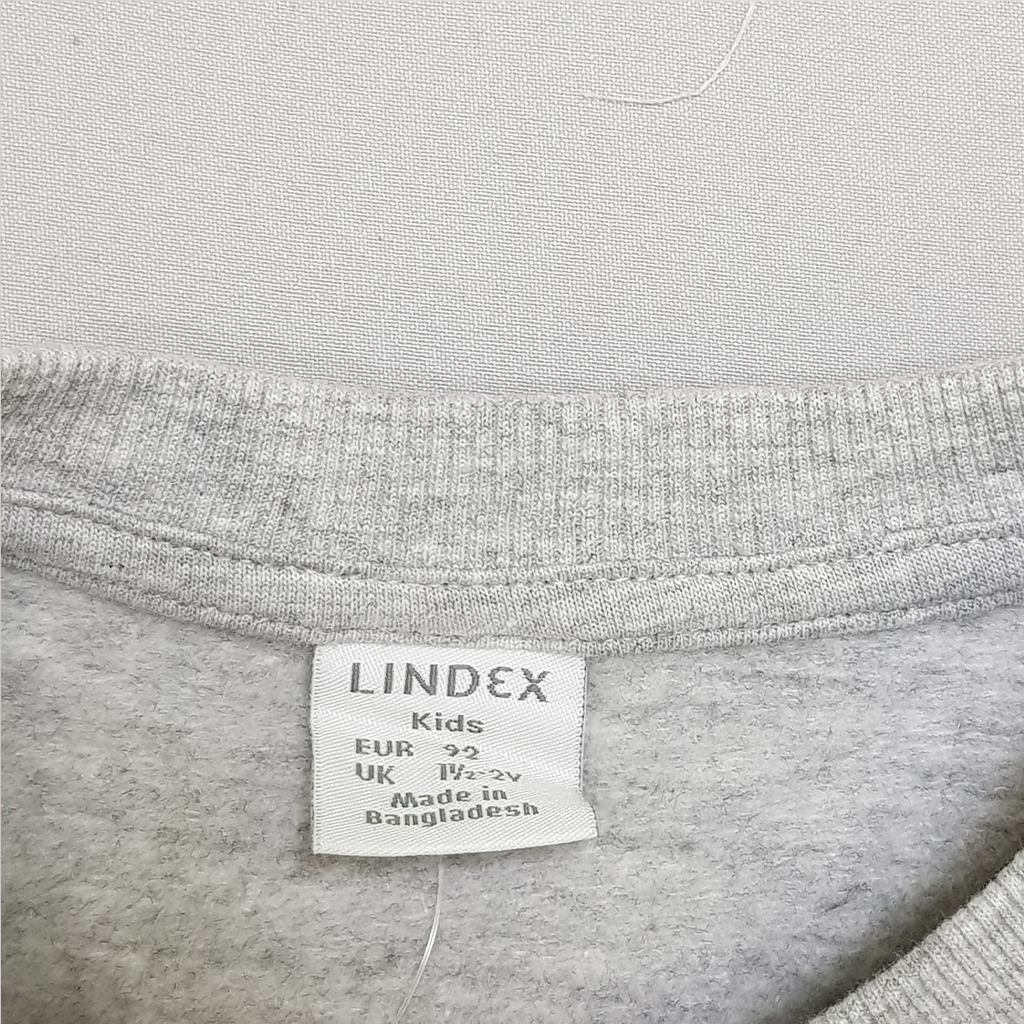 LINDEX
Kids
EUR 92
UK 1½-2Y
Made in
Bangladesh